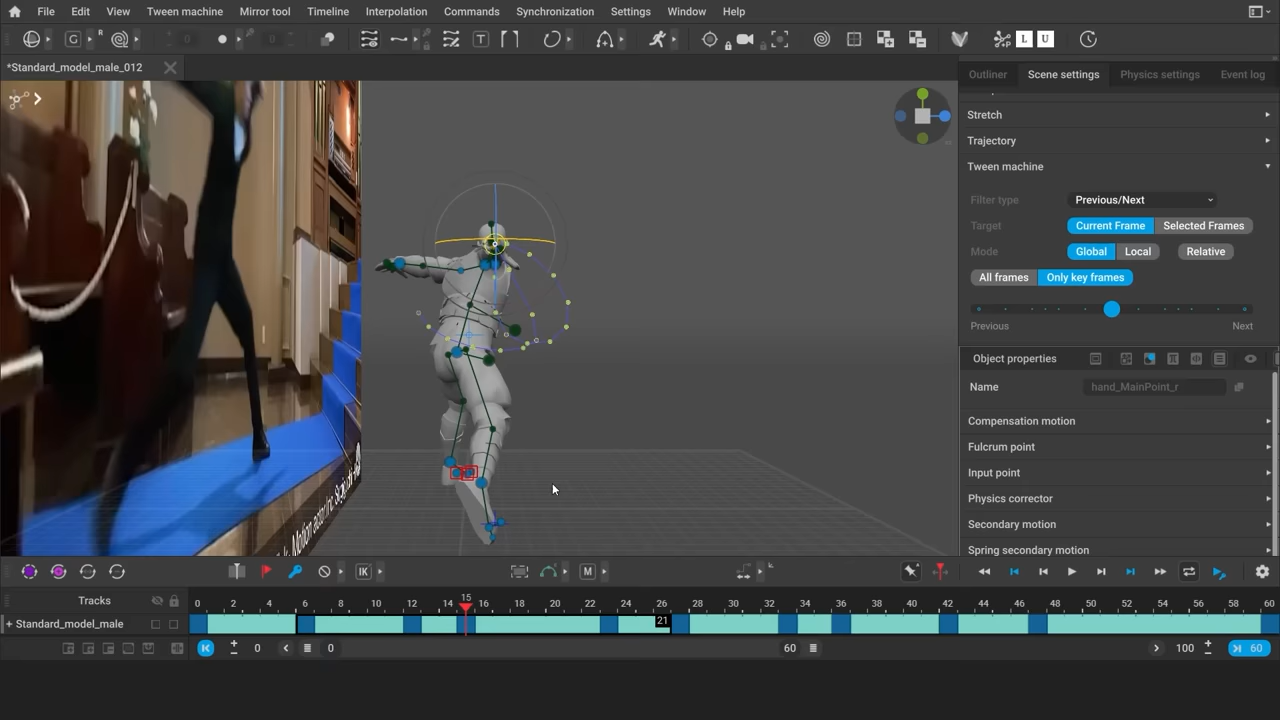 File Edit View Tween machine Mirror tool Timeline Interpolation Commands Synchronization Settings Window Help
G R 0 0 T L U
*Standard_model_male_012
Outliner Scene settings Physics settings Event log
Stretch
Trajectory
Tween machine
Filter type Previous/Next
Target Current Frame Selected Frames
Mode Global Local Relative
All frames Only key frames
Previous Next
Object properties
Name hand_MainPoint_r
Compensation motion
Fulcrum point
Input point
Physics corrector
Secondary motion
Spring secondary motion
IK M
Tracks 0 2 4 6 8 10 12 14 15 16 18 20 22 24 26 28 30 32 34 36 38 40 42 44 46 48 50 52 54 56 58 60
+ Standard_model_male 21
0 0 60 100 60